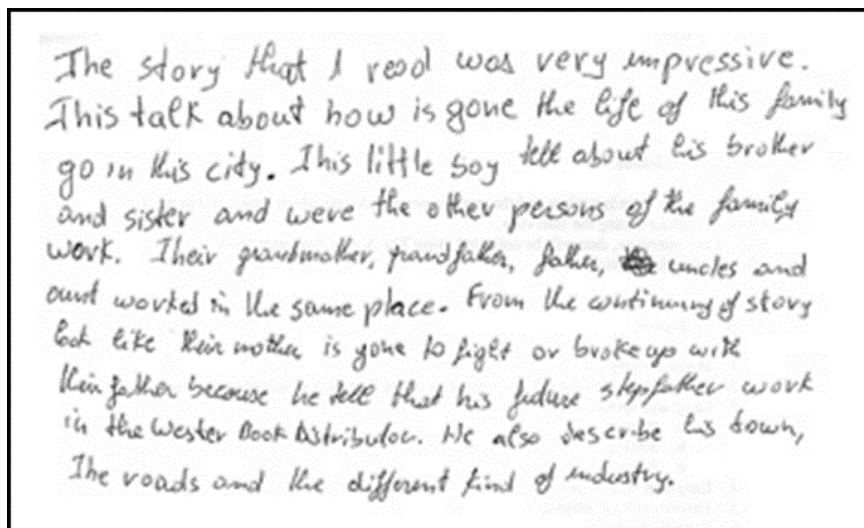 The story that I read was very impressive.
This talk about how is gone the life of this family
go in this city. This little boy tell about his brother
and sister and were the other persons of the family
work. Their grandmother, grandfather, father, uncles and
aunt worked in the same place. From the continuing of story
look like their mother is gone to fight or broke up with
their father because he tell that his future stepfather work
in the Wester Book Distributor. He also describe his town,
The roads and the different kind of industry.